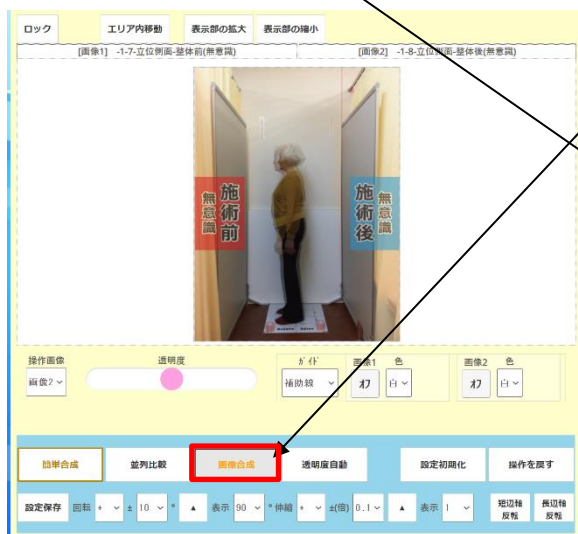 ロック エリア内移動 表示部の拡大 表示部の縮小
[画像1] -1-7-立位側面-整体前(無意識) [画像2] -1-8-立位側面-整体後(無意識)
無意識 施術前
施術後 無意識
操作画像 透明度 ガイド 画像1 色 画像2 色
画像2 補助線 オフ 白 オフ 白
簡単合成 並列比較 画像合成 透明度自動 設定初期化 操作を戻す
設定保存 回転 + ± 10 ° ▲ 表示 90 ° 伸縮 + ±(倍) 0.1 ▲ 表示 1 短辺軸反転 長辺軸反転